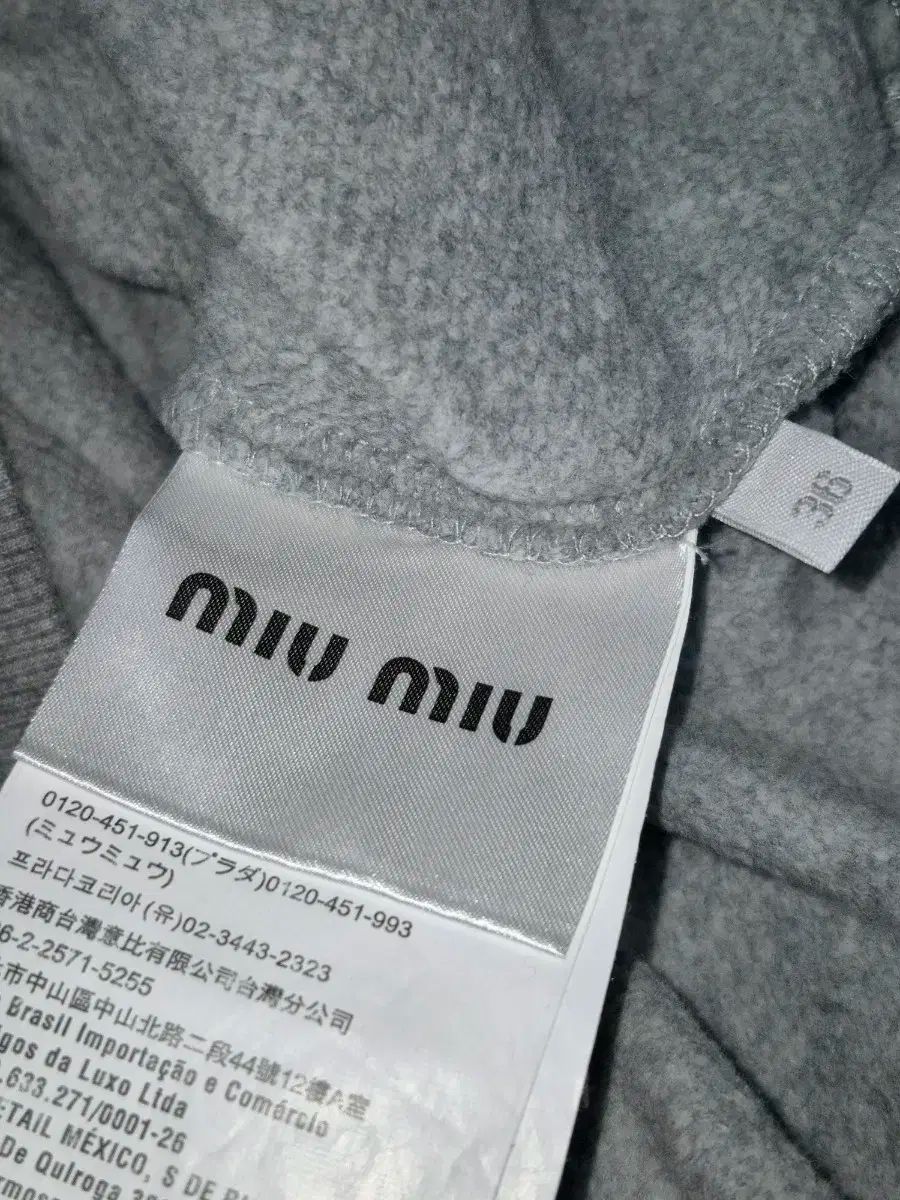 36
miu miu
0120-451-913(プラダ)0120-451-993
(ミュウミュウ)
프라다코리아(유)02-3443-2323
香港商台灣意比有限公司台灣分公司
6-2-2571-5255
市中山區中山北路二段44號12樓A室
Brasil Importação e Comércio
gos da Luxo Ltda
.633.271/0001-26
ETAIL MÉXICO, S DE
De Quiroga